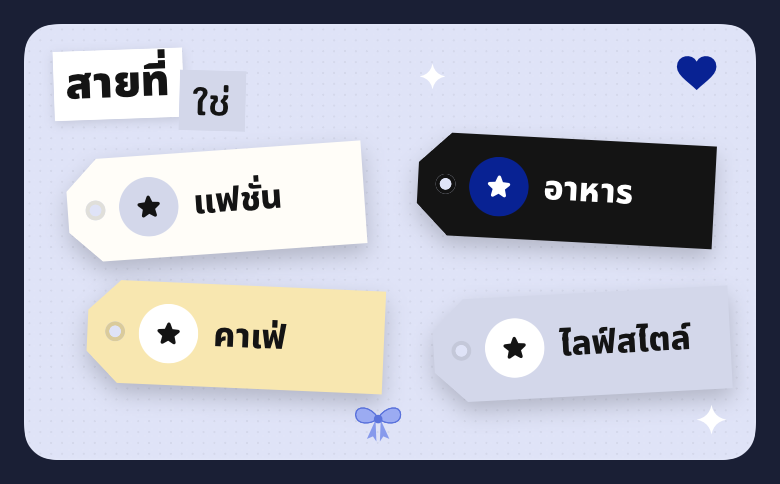 สายที่
ใช่
แฟชั่น
อาหาร
คาเฟ่
ไลฟ์สไตล์